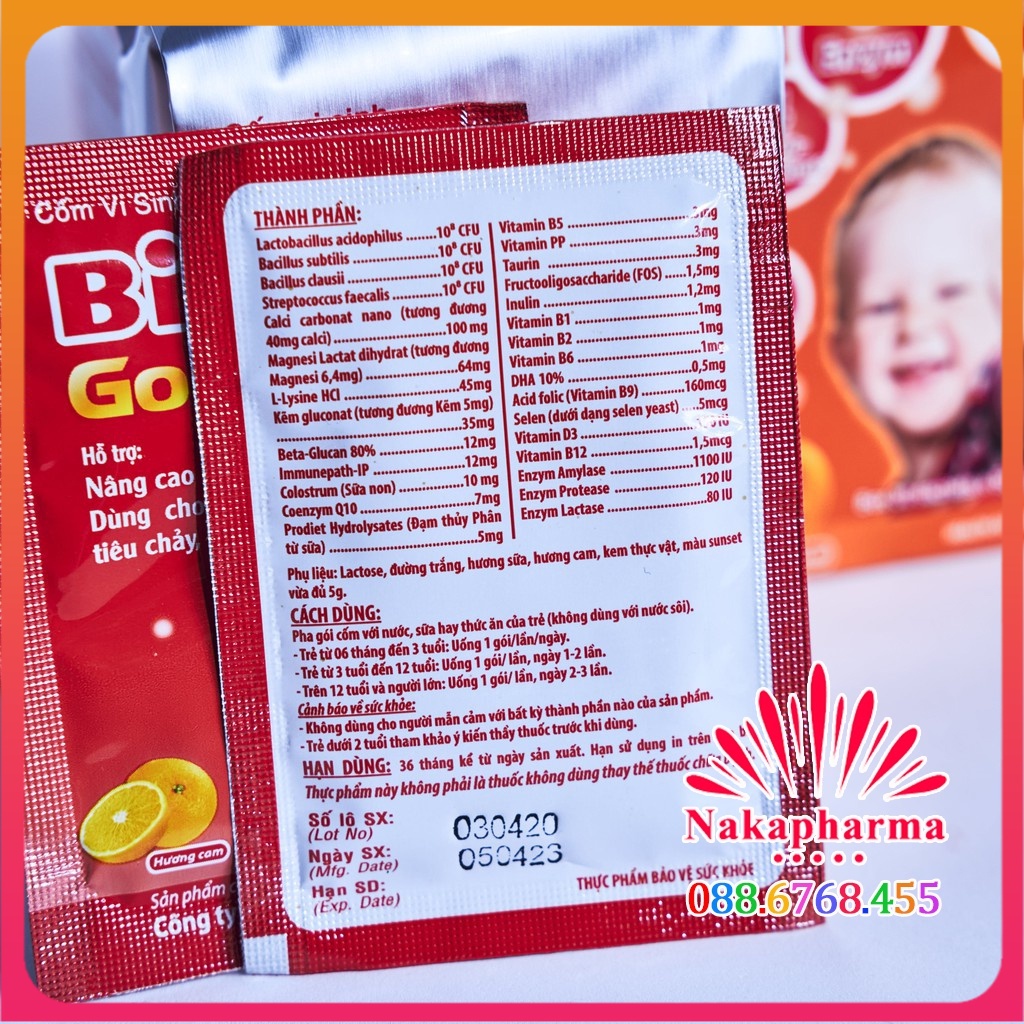 Cốm Vi Sin
Bi
Go
Hỗ trợ:
Nâng cao
Dùng cho
tiêu chảy,
Hương cam
Sản phẩm
Công ty
THÀNH PHẦN:
Lactobacillus acidophilus ......10⁸ CFU
Bacillus subtilis ......10⁸ CFU
Bacillus clausii ......10⁸ CFU
Streptococcus faecalis ......10⁸ CFU
Calci carbonat nano (tương đương
40mg calci) ......100 mg
Magnesi Lactat dihydrat (tương đương
Magnesi 6,4mg) ......64mg
L-Lysine HCl ......45mg
Kẽm gluconat (tương đương Kẽm 5mg)
......35mg
Beta-Glucan 80% ......12mg
Immunepath-IP ......12mg
Colostrum (Sữa non) ......10 mg
Coenzym Q10 ......7mg
Prodiet Hydrolysates (Đạm thủy Phân
từ sữa) ......5mg
Vitamin B5 ......3mg
Vitamin PP ......3mg
Taurin ......3mg
Fructooligosaccharide (FOS) ......1,5mg
Inulin ......1,2mg
Vitamin B1 ......1mg
Vitamin B2 ......1mg
Vitamin B6 ......1mg
DHA 10% ......0,5mg
Acid folic (Vitamin B9) ......160mcg
Selen (dưới dạng selen yeast) ......5mcg
Vitamin D3 ......
Vitamin B12 ......1,5mcg
Enzym Amylase ......1100 IU
Enzym Protease ......120 IU
Enzym Lactase ......80 IU
Phụ liệu: Lactose, đường trắng, hương sữa, hương cam, kem thực vật, màu sunset
vừa đủ 5g.
CÁCH DÙNG:
Pha gói cốm với nước, sữa hay thức ăn của trẻ (không dùng với nước sôi).
- Trẻ từ 06 tháng đến 3 tuổi: Uống 1 gói/lần/ngày.
- Trẻ từ 3 tuổi đến 12 tuổi: Uống 1 gói/ lần, ngày 1-2 lần.
- Trên 12 tuổi và người lớn: Uống 1 gói/ lần, ngày 2-3 lần.
Cảnh báo về sức khỏe:
- Không dùng cho người mẫn cảm với bất kỳ thành phần nào của sản phẩm.
- Trẻ dưới 2 tuổi tham khảo ý kiến thầy thuốc trước khi dùng.
HẠN DÙNG: 36 tháng kể từ ngày sản xuất. Hạn sử dụng in trên
Thực phẩm này không phải là thuốc không dùng thay thế thuốc
Số lô SX:
(Lot No)
030420
Ngày SX:
(Mfg. Date)
050423
Hạn SD:
(Exp. Date)
THỰC PHẨM BẢO VỆ SỨC KHỎE
Nakapharma
088.6768.455